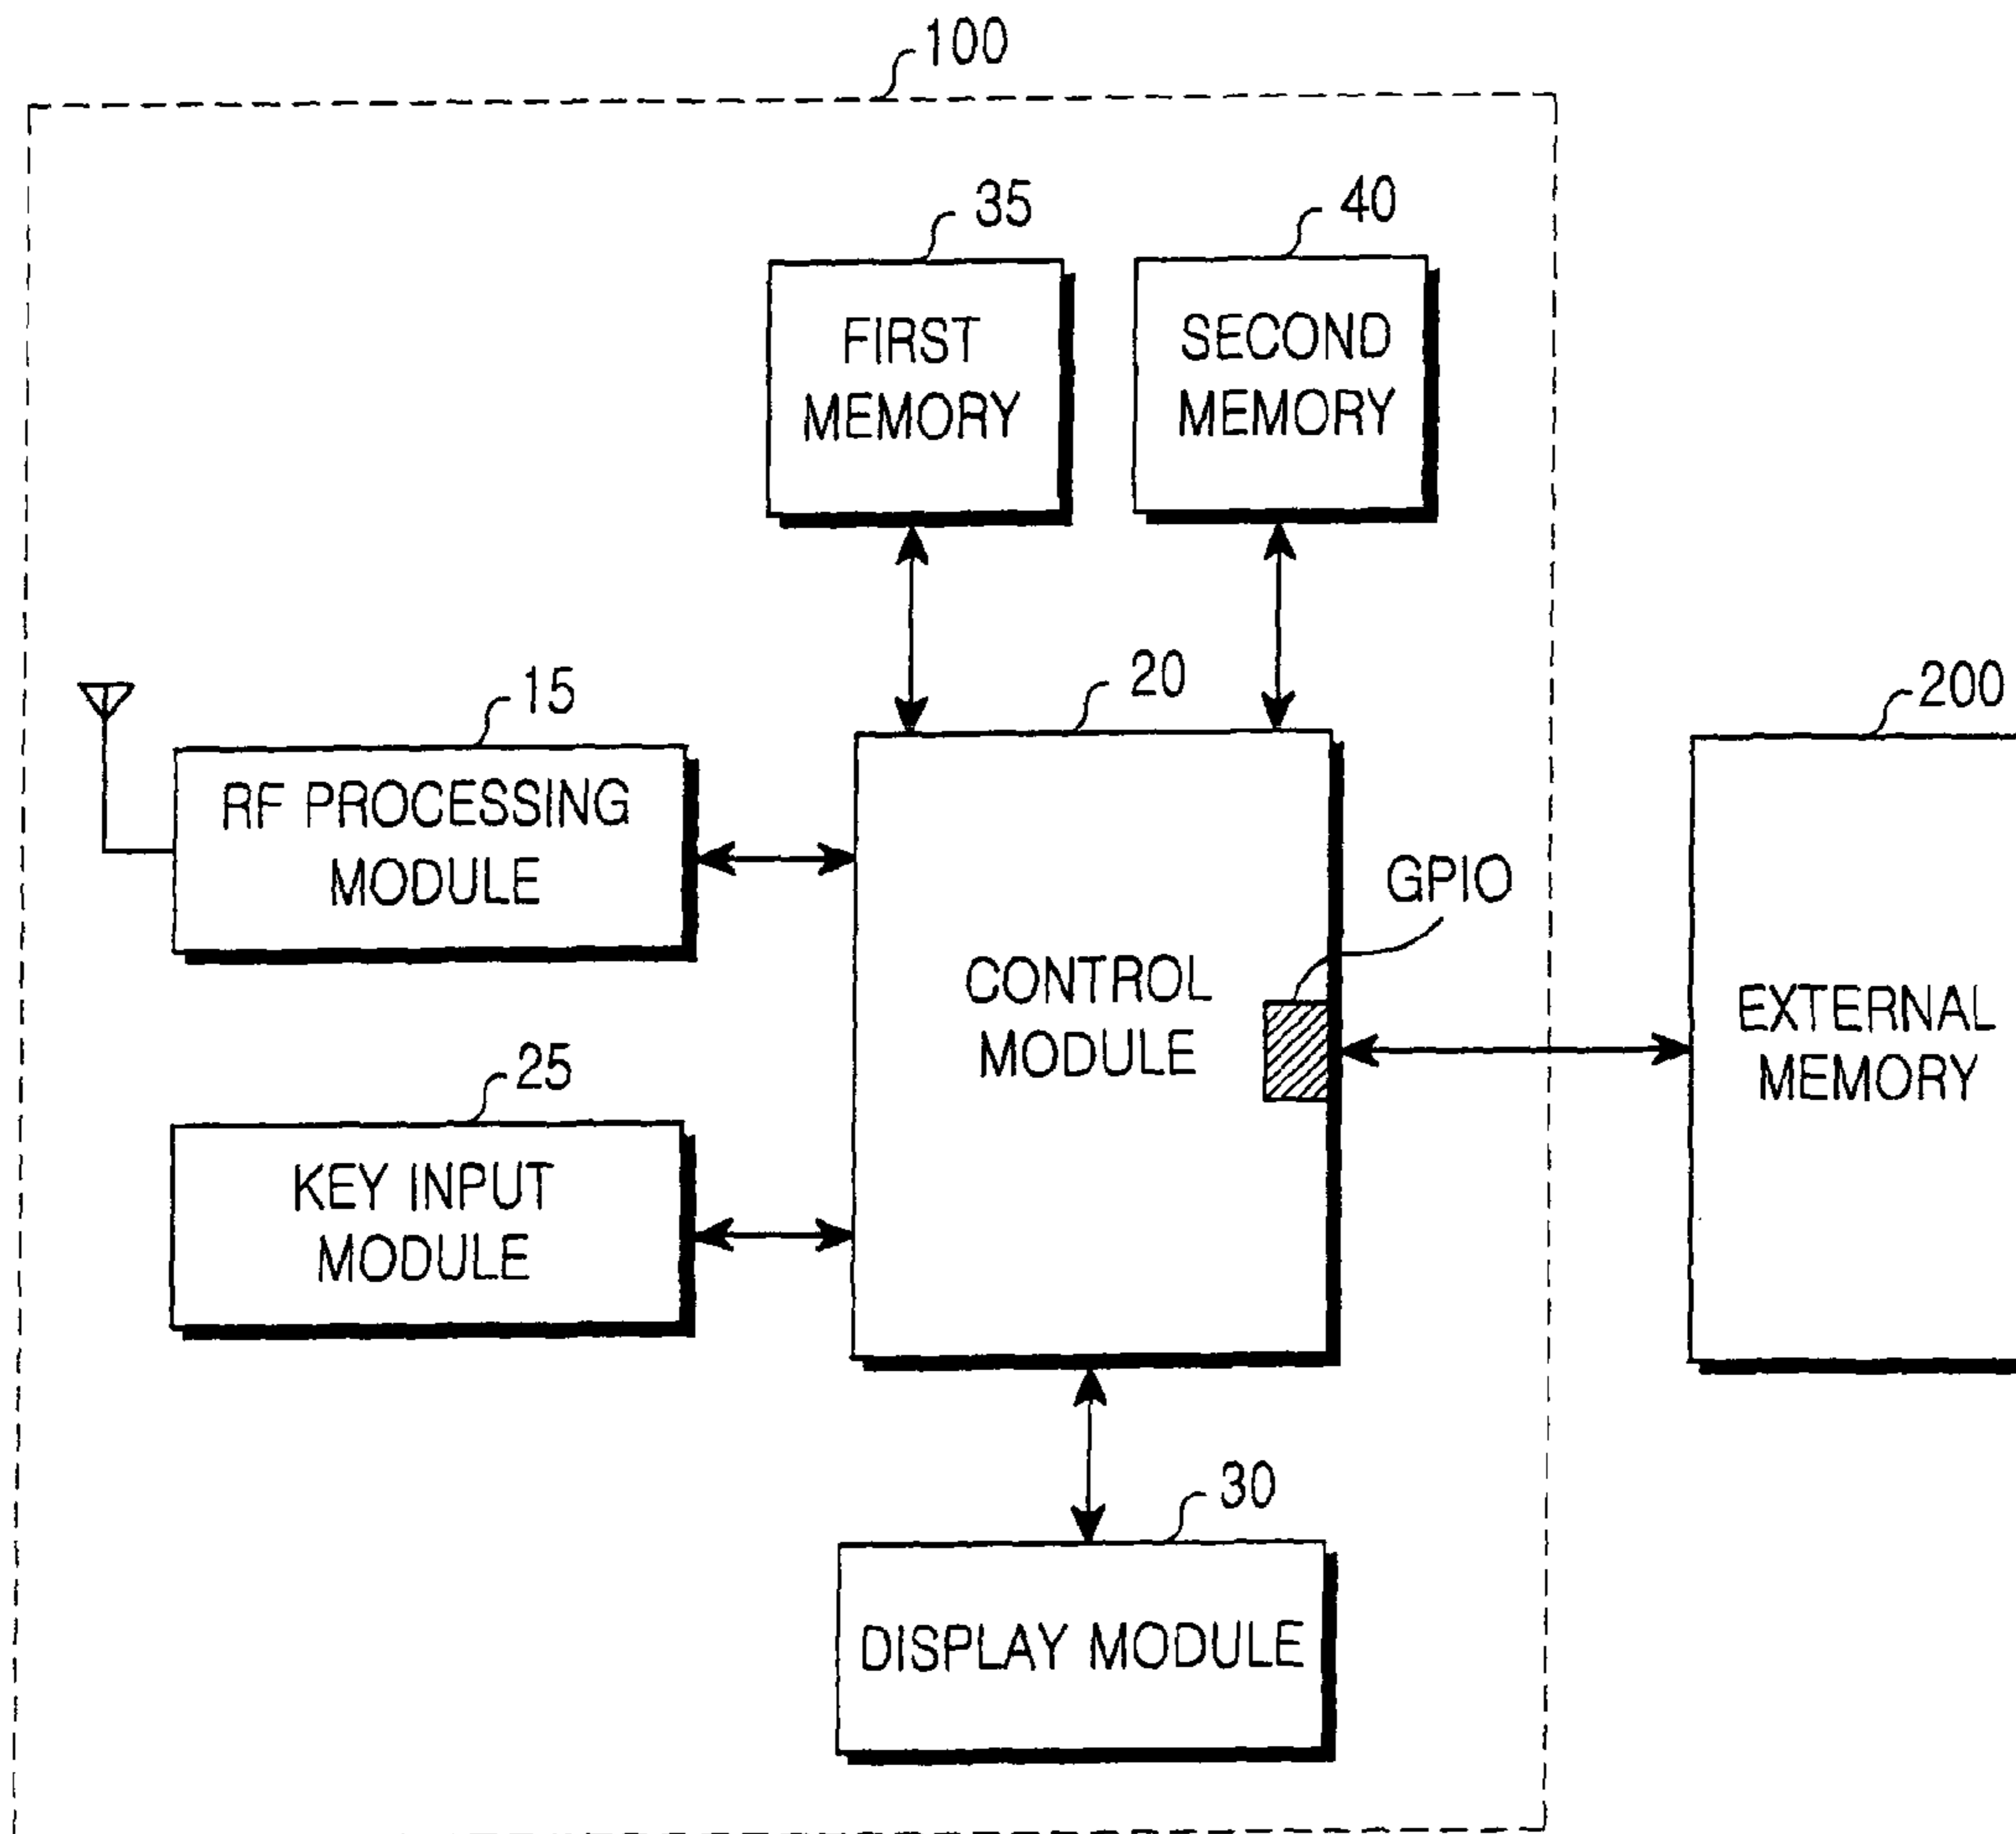 100
35
40
FIRST
MEMORY
SECOND
MEMORY
15
20
200
RF PROCESSING
MODULE
GPIO
CONTROL
MODULE
EXTERNAL
MEMORY
25
KEY INPUT
MODULE
30
DISPLAY MODULE